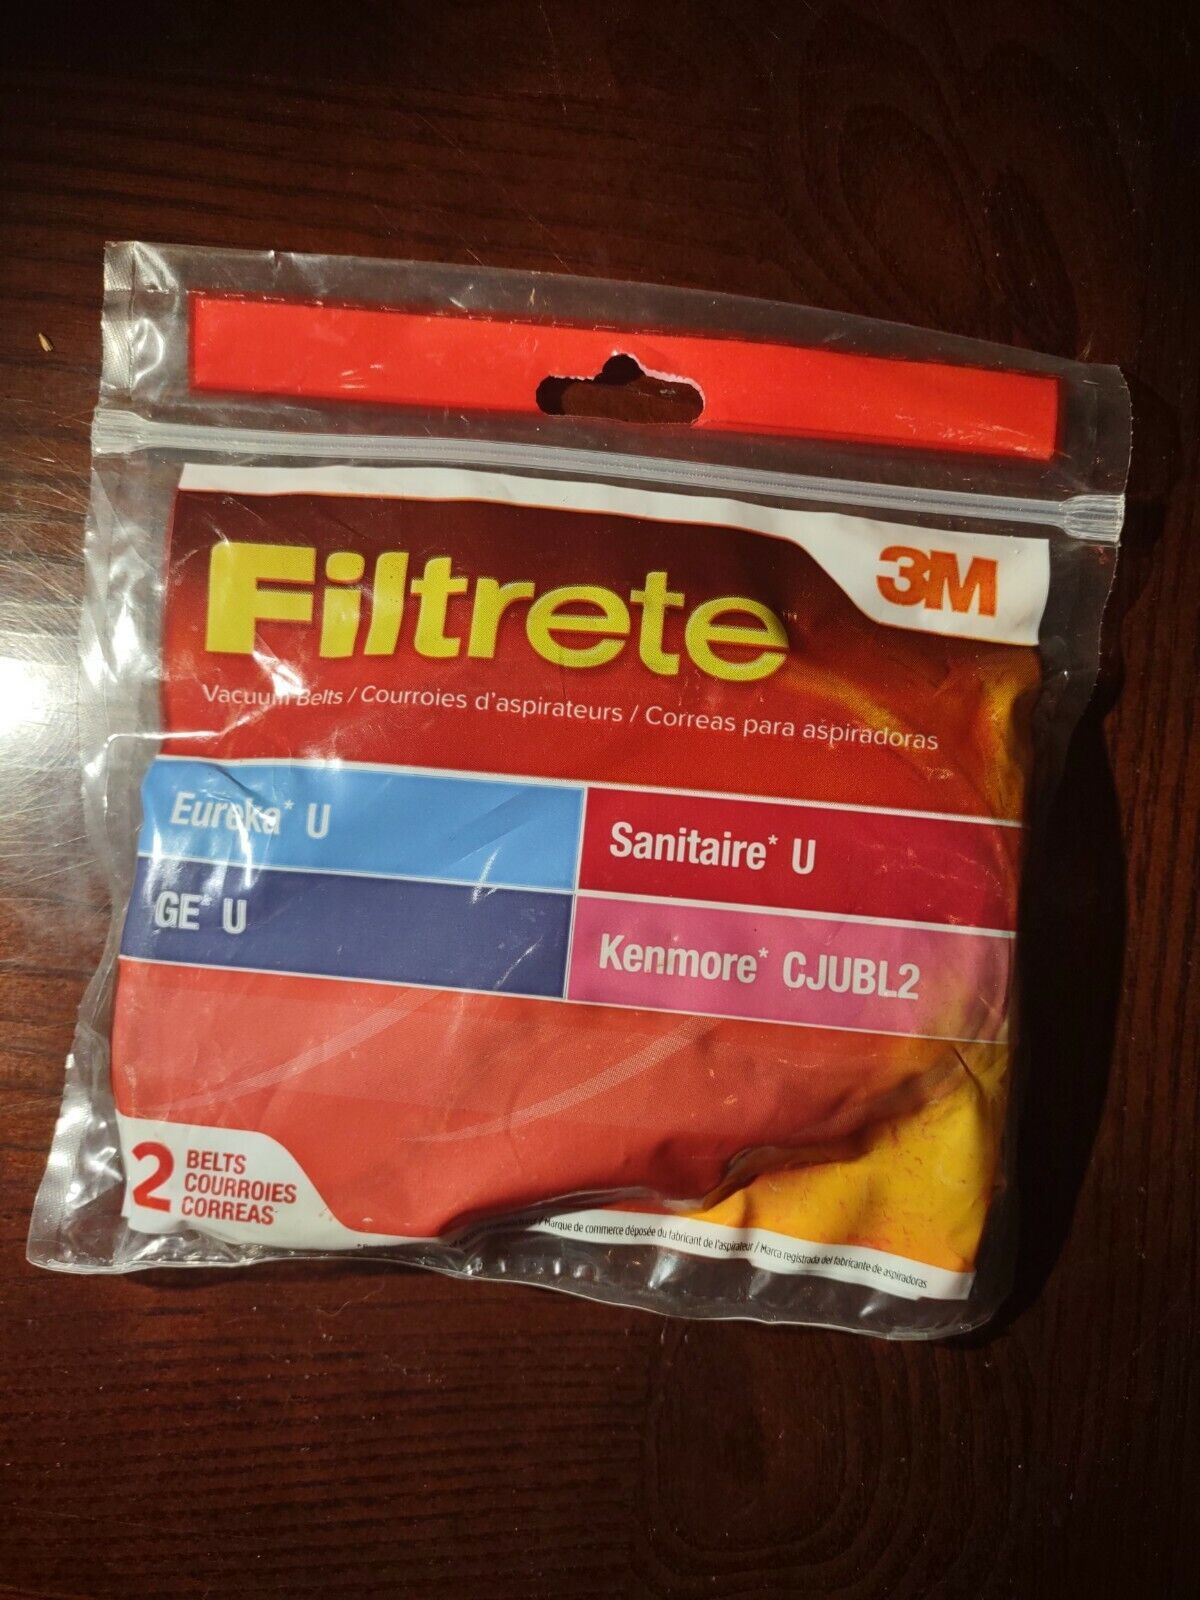 Filtrete
3M
Vacuum Belts / Courroies d'aspirateurs / Correas para aspiradoras
Eureka* U
Sanitaire* U
GE* U
Kenmore* CJUBL2
2 BELTS
COURROIES
CORREAS
/ Marque de commerce déposée du fabricant de l'aspirateur / Marca registrada del fabricante de aspiradoras